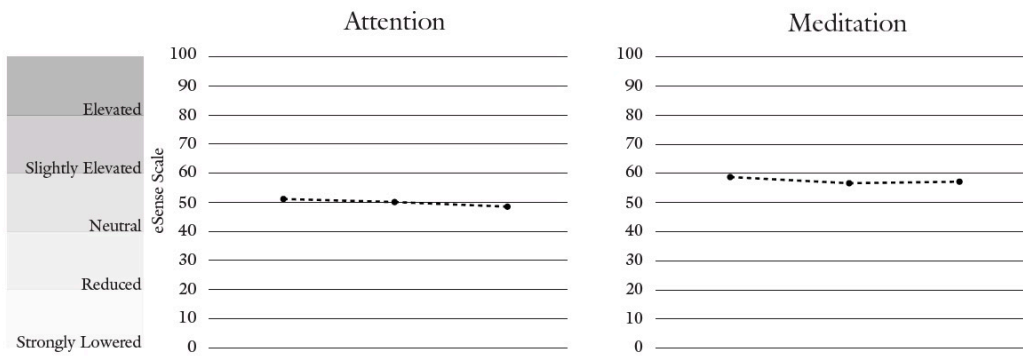 Attention
Meditation
Elevated
Slightly Elevated
Neutral
Reduced
Strongly Lowered
eSense Scale
100
90
80
70
60
50
40
30
20
10
0
100
90
80
70
60
50
40
30
20
10
0